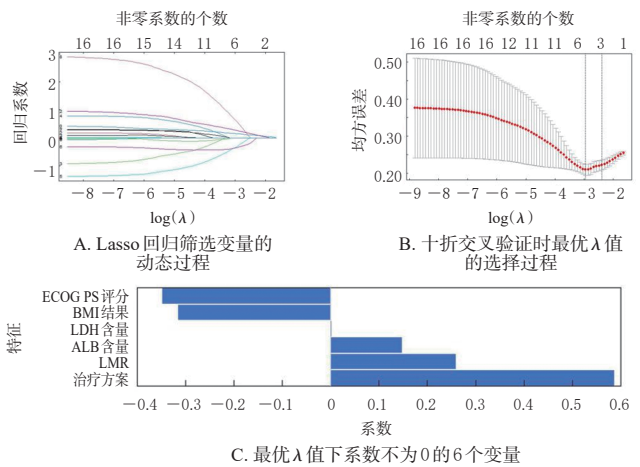 非零系数的个数
16 16 15 14 11 6 2
回归系数
3
2
1
0
−1
−8 −7 −6 −5 −4 −3 −2
log(λ)
A. Lasso 回归筛选变量的
动态过程
非零系数的个数
16 16 16 16 12 11 11 6 3 1
均方误差
0.50
0.40
0.30
0.20
−9 −8 −7 −6 −5 −4 −3 −2 −1
log(λ)
B. 十折交叉验证时最优 λ 值
的选择过程
特征
ECOG PS 评分
BMI 结果
LDH 含量
ALB 含量
LMR
治疗方案
−0.4 −0.3 −0.2 −0.1 0 0.1 0.2 0.3 0.4 0.5 0.6
系数
C. 最优 λ 值下系数不为 0 的 6 个变量